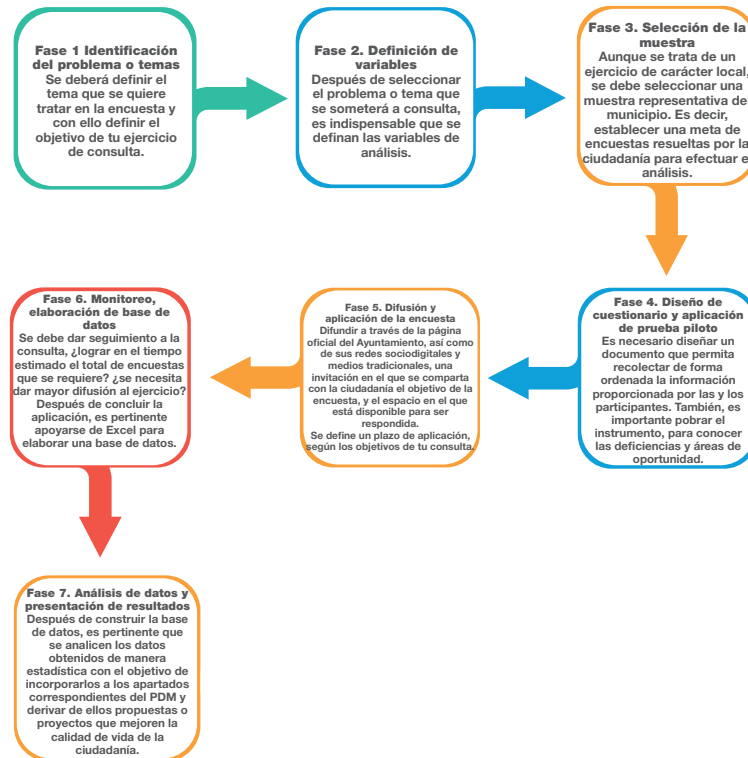 Fase 1 Identificación
del problema o temas
Se deberá definir el
tema que se quiere
tratar en la encuesta y
con ello definir el
objetivo de tu ejercicio
de consulta.
Fase 2. Definición de
variables
Después de seleccionar
el problema o tema que
se someterá a consulta,
es indispensable que se
definan las variables de
análisis.
Fase 3. Selección de la
muestra
Aunque se trata de un
ejercicio de carácter local,
se debe seleccionar una
muestra representativa de
municipio. Es decir,
establecer una meta de
encuestas resueltas por la
ciudadanía para efectuar e
análisis.
Fase 4. Diseño de
cuestionario y aplicación
de prueba piloto
Es necesario diseñar un
documento que permita
recolectar de forma
ordenada la información
proporcionada por las y los
participantes. También, es
importante pobrar el
instrumento, para conocer
las deficiencias y áreas de
oportunidad.
Fase 5. Difusión y
aplicación de la encuesta
Difundir a través de la página
oficial del Ayuntamiento, así como
de sus redes sociodigitales y
medios tradicionales, una
invitación en el que se comparta
con la ciudadanía el objetivo de la
encuesta, y el espacio en el que
está disponible para ser
respondida.
Se define un plazo de aplicación,
según los objetivos de tu consulta.
Fase 6. Monitoreo,
elaboración de base de
datos
Se debe dar seguimiento a la
consulta, ¿lograr en el tiempo
estimado el total de encuestas
que se requiere? ¿se necesita
dar mayor difusión al ejercicio?
Después de concluir la
aplicación, es pertinente
apoyarse de Excel para
elaborar una base de datos.
Fase 7. Análisis de datos y
presentación de resultados
Después de construir la base
de datos, es pertinente que
se analicen los datos
obtenidos de manera
estadística con el objetivo de
incorporarlos a los apartados
correspondientes del PDM y
derivar de ellos propuestas o
proyectos que mejoren la
calidad de vida de la
ciudadanía.